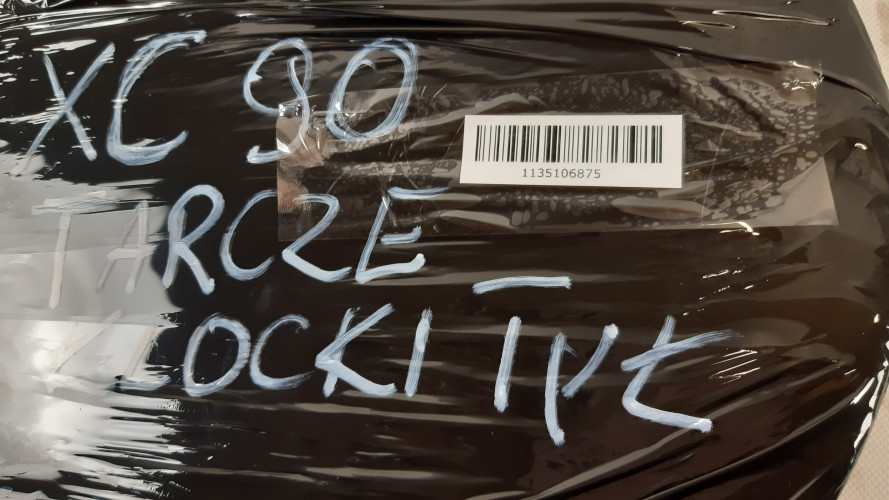 XC 90
1135106875
TARCZE
KLOCKI TYŁ